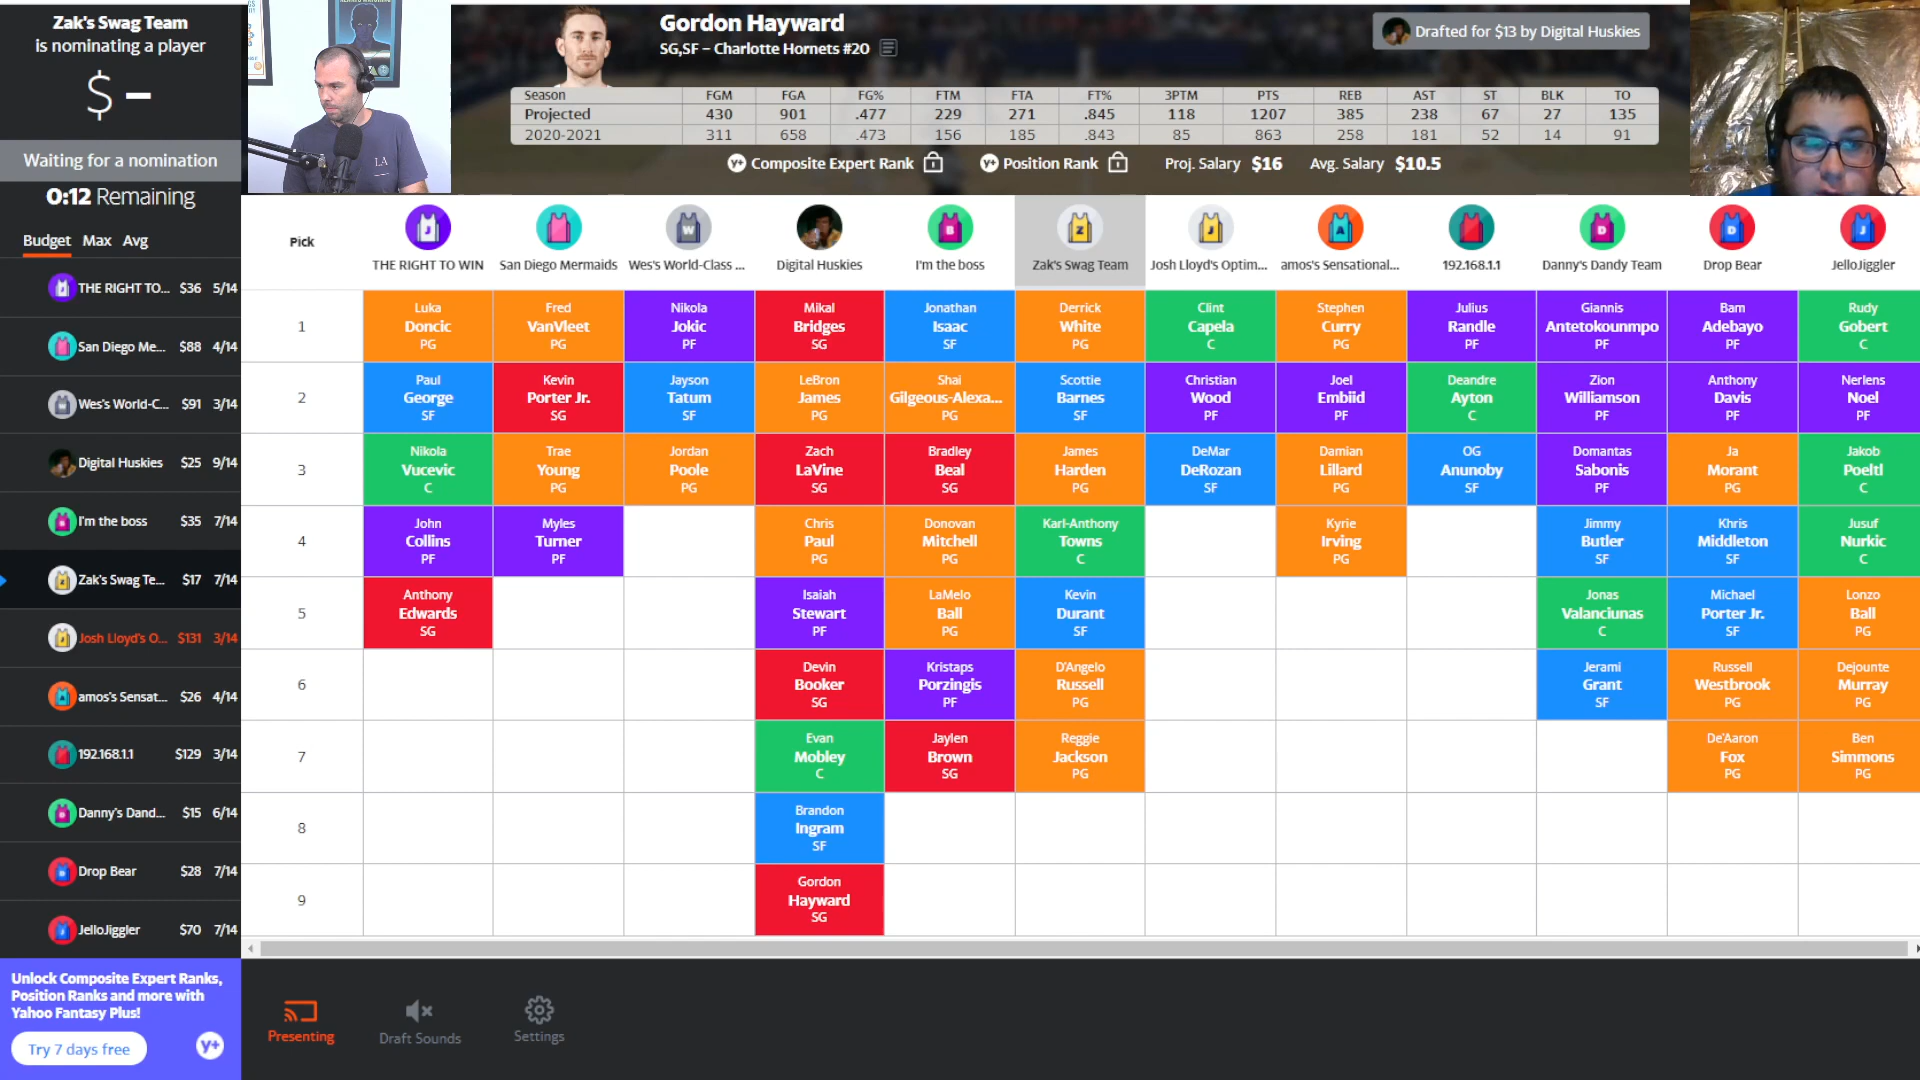 Zak's Swag Team
is nominating a player
$ –
Waiting for a nomination
0:12 Remaining
Budget Max Avg
THE RIGHT TO... $36 5/14
San Diego Me... $88 4/14
Wes's World-C... $91 3/14
Digital Huskies $25 9/14
I'm the boss $35 7/14
Zak's Swag Te... $17 7/14
Josh Lloyd's O... $131 3/14
amos's Sensat... $26 4/14
192.168.1.1 $129 3/14
Danny's Dand... $15 6/14
Drop Bear $28 7/14
JelloJiggler $70 7/14
Unlock Composite Expert Ranks,
Position Ranks and more with
Yahoo Fantasy Plus!
Try 7 days free y+
LA
Gordon Hayward
SG,SF – Charlotte Hornets #20
Drafted for $13 by Digital Huskies
Season FGM FGA FG% FTM FTA FT% 3PTM PTS REB AST ST BLK TO
Projected 430 901 .477 229 271 .845 118 1207 385 238 67 27 135
2020-2021 311 658 .473 156 185 .843 85 863 258 181 52 14 91
y+ Composite Expert Rank y+ Position Rank Proj. Salary $16 Avg. Salary $10.5
J W B Z J A D D J
Pick THE RIGHT TO WIN San Diego Mermaids Wes's World-Class ... Digital Huskies I'm the boss Zak's Swag Team Josh Lloyd's Optim... amos's Sensational... 192.168.1.1 Danny's Dandy Team Drop Bear JelloJiggler
Luka Fred Nikola Mikal Jonathan Derrick Clint Stephen Julius Giannis Bam Rudy
1 Doncic VanVleet Jokic Bridges Isaac White Capela Curry Randle Antetokounmpo Adebayo Gobert
PG PG PF SG SF PG C PG PF PF PF C
Paul Kevin Jayson LeBron Shai Scottie Christian Joel Deandre Zion Anthony Nerlens
2 George Porter Jr. Tatum James Gilgeous-Alexa... Barnes Wood Embiid Ayton Williamson Davis Noel
SF SG SF PG PG SF PF PF C PF PF PF
Nikola Trae Jordan Zach Bradley James DeMar Damian OG Domantas Ja Jakob
3 Vucevic Young Poole LaVine Beal Harden DeRozan Lillard Anunoby Sabonis Morant Poeltl
C PG PG SG SG PG SF PG SF PF PG C
John Myles Chris Donovan Karl-Anthony Kyrie Jimmy Khris Jusuf
4 Collins Turner Paul Mitchell Towns Irving Butler Middleton Nurkic
PF PF PG PG C PG SF SF C
Anthony Isaiah LaMelo Kevin Jonas Michael Lonzo
5 Edwards Stewart Ball Durant Valanciunas Porter Jr. Ball
SG PF PG SF C SF PG
Devin Kristaps D'Angelo Jerami Russell Dejounte
6 Booker Porzingis Russell Grant Westbrook Murray
SG PF PG SF PG PG
Evan Jaylen Reggie De'Aaron Ben
7 Mobley Brown Jackson Fox Simmons
C SG PG PG PG
Brandon
8 Ingram
SF
Gordon
9 Hayward
SG
Presenting Draft Sounds Settings